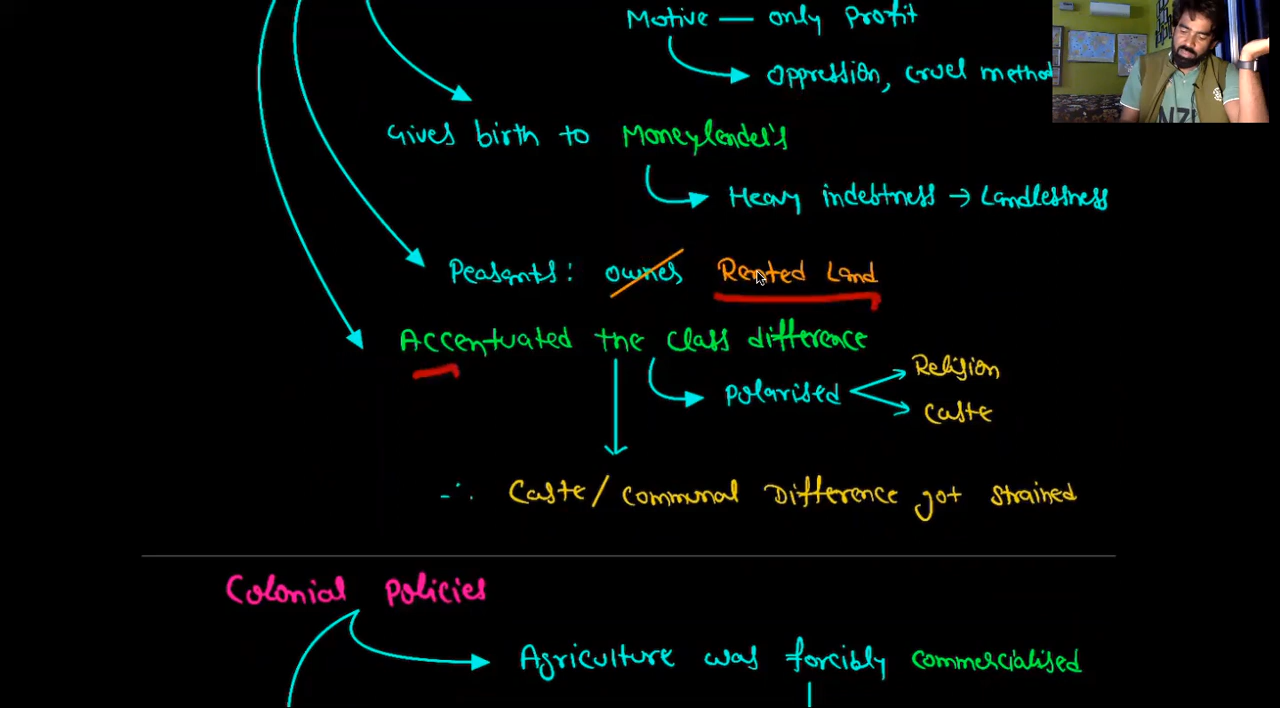 Motive — only Profit
Oppression, cruel method
Gives birth to Moneylender's
Heavy indebtness → Landlessness
Peasants: owner Rented Land
Accentuated the class difference
Religion
Polarised
Caste
∴ Caste/communal Difference got strained
Colonial Policies
Agriculture was forcibly commercialised